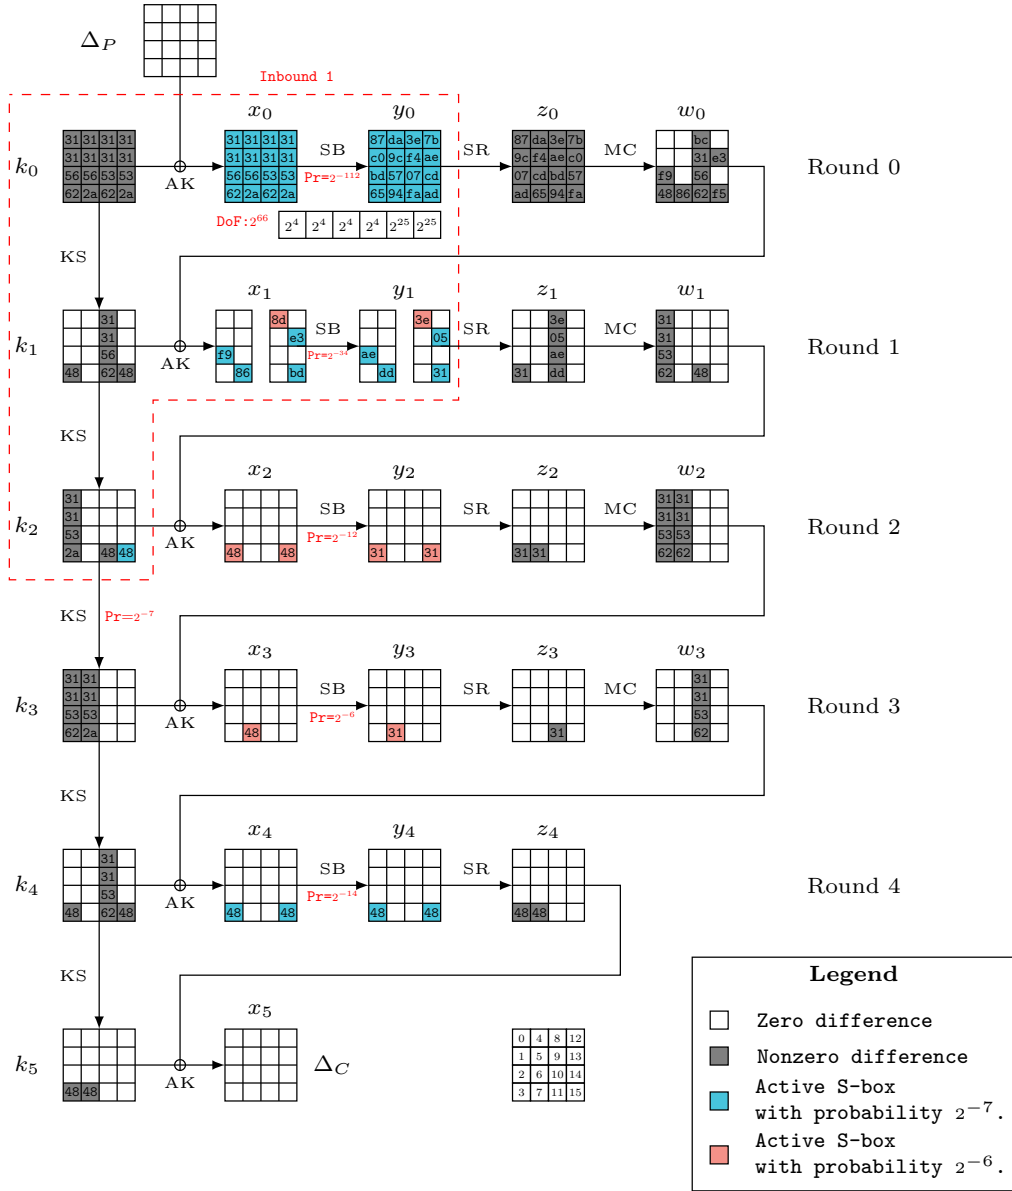 Δ_P
Inbound 1
x_0 y_0 z_0 w_0
k_0
31 31 31 31
31 31 31 31
56 56 53 53
62 2a 62 2a
AK
31 31 31 31
31 31 31 31
56 56 53 53
62 2a 62 2a
SB
Pr=2^{-112}
87 da 3e 7b
c0 9c f4 ae
bd 57 07 cd
65 94 fa ad
SR
87 da 3e 7b
9c f4 ae c0
07 cd bd 57
ad 65 94 fa
MC
bc
31 e3
f9 56
48 86 62 f5
Round 0
DoF:2^{66}
2^4 2^4 2^4 2^4 2^{25} 2^{25}
KS
x_1 y_1 z_1 w_1
k_1
31
31
56
48 62 48
AK
f9
86
8d
e3
bd
SB
Pr=2^{-34}
ae
dd
3e
05
31
SR
3e
05
ae
31 dd
MC
31
31
53
62 48
Round 1
KS
x_2 y_2 z_2 w_2
k_2
31
31
53
2a 48 48
AK
48 48
SB
Pr=2^{-12}
31 31
SR
31 31
MC
31 31
31 31
53 53
62 62
Round 2
KS Pr=2^{-7}
x_3 y_3 z_3 w_3
k_3
31 31
31 31
53 53
62 2a
AK
48
SB
Pr=2^{-6}
31
SR
31
MC
31
31
53
62
Round 3
KS
x_4 y_4 z_4
k_4
31
31
53
48 62 48
AK
48 48
SB
Pr=2^{-14}
48 48
SR
48 48
Round 4
KS
x_5
k_5
48 48
AK
Δ_C
0 4 8 12
1 5 9 13
2 6 10 14
3 7 11 15
Legend
Zero difference
Nonzero difference
Active S-box
with probability 2^{-7}.
Active S-box
with probability 2^{-6}.